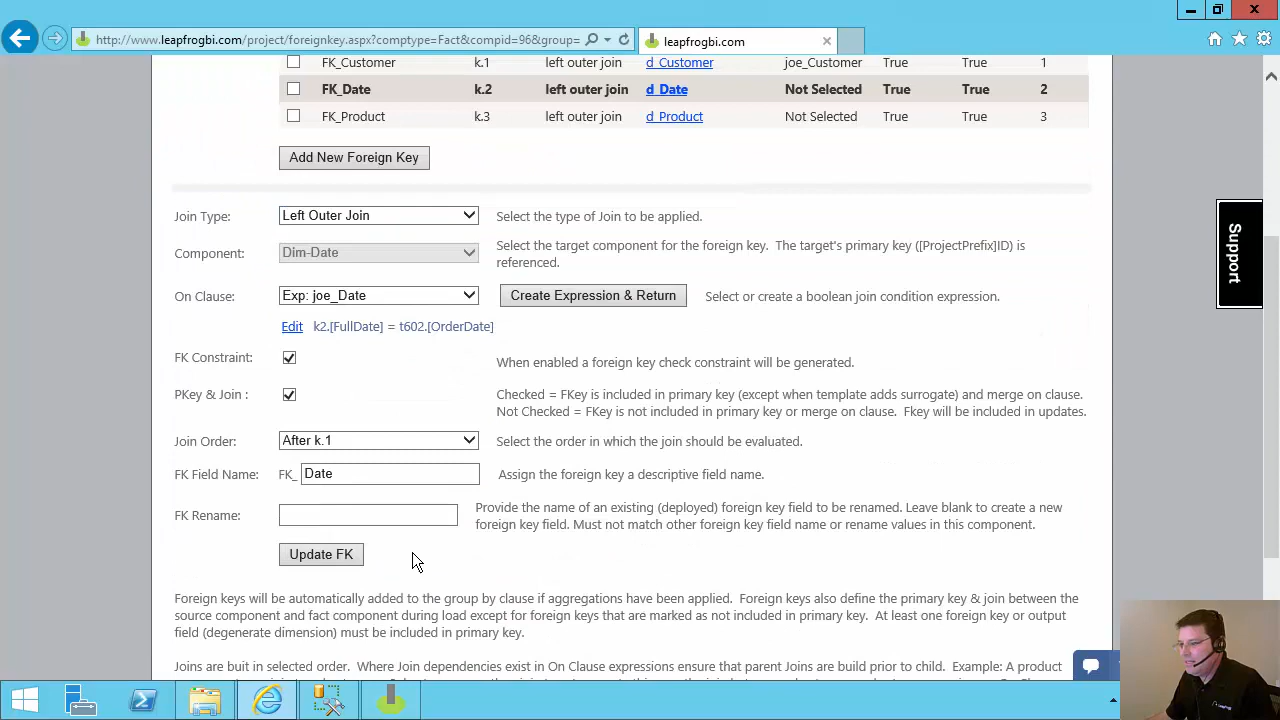 http://www.leapfrogbi.com/project/foreignkey.aspx?comptype=Fact&compid=96&group=
leapfrogbi.com
FK_Customer k.1 left outer join d_Customer joe_Customer True True 1
FK_Date k.2 left outer join d_Date Not Selected True True 2
FK_Product k.3 left outer join d_Product Not Selected True True 3
Add New Foreign Key
Join Type: Left Outer Join Select the type of Join to be applied.
Component: Dim-Date Select the target component for the foreign key. The target's primary key ([ProjectPrefix]ID) is
referenced.
On Clause: Exp: joe_Date Create Expression & Return Select or create a boolean join condition expression.
Edit k2.[FullDate] = t602.[OrderDate]
FK Constraint: When enabled a foreign key check constraint will be generated.
PKey & Join : Checked = FKey is included in primary key (except when template adds surrogate) and merge on clause.
Not Checked = FKey is not included in primary key or merge on clause. Fkey will be included in updates.
Join Order: After k.1 Select the order in which the join should be evaluated.
FK Field Name: FK_ Date Assign the foreign key a descriptive field name.
FK Rename: Provide the name of an existing (deployed) foreign key field to be renamed. Leave blank to create a new
foreign key field. Must not match other foreign key field name or rename values in this component.
Update FK
Foreign keys will be automatically added to the group by clause if aggregations have been applied. Foreign keys also define the primary key & join between the
source component and fact component during load except for foreign keys that are marked as not included in primary key. At least one foreign key or output
field (degenerate dimension) must be included in primary key.
Joins are buit in selected order. Where Join dependencies exist in On Clause expressions ensure that parent Joins are build prior to child. Example: A product
Support